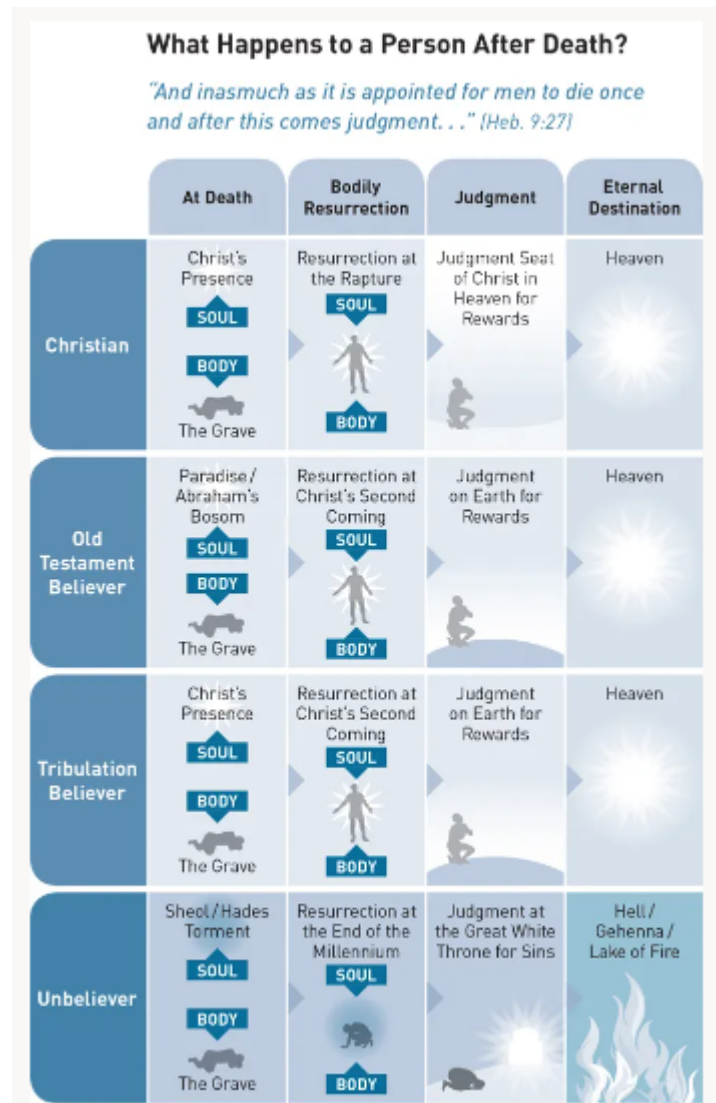 What Happens to a Person After Death?
“And inasmuch as it is appointed for men to die once
and after this comes judgment. . .” (Heb. 9:27)
At Death
Bodily
Resurrection
Judgment
Eternal
Destination
Christian
Christ's
Presence
SOUL
BODY
The Grave
Resurrection at
the Rapture
SOUL
BODY
Judgment Seat
of Christ in
Heaven for
Rewards
Heaven
Old
Testament
Believer
Paradise/
Abraham's
Bosom
SOUL
BODY
The Grave
Resurrection at
Christ's Second
Coming
SOUL
BODY
Judgment
on Earth for
Rewards
Heaven
Tribulation
Believer
Christ's
Presence
SOUL
BODY
The Grave
Resurrection at
Christ's Second
Coming
SOUL
BODY
Judgment
on Earth for
Rewards
Heaven
Unbeliever
Sheol/Hades
Torment
SOUL
BODY
The Grave
Resurrection at
the End of the
Millennium
SOUL
BODY
Judgment at
the Great White
Throne for Sins
Hell/
Gehenna/
Lake of Fire